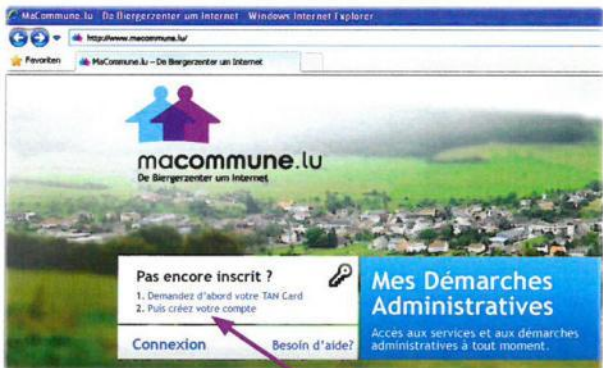 MaCommune.lu De Biergerzenter um Internet Windows Internet Explorer
http://www.macommune.lu/
Favoriten
MaCommune.lu – De Biergerzenter um Internet
macommune.lu
De Biergerzenter um Internet
Pas encore inscrit ?
1. Demandez d'abord votre TAN Card
2. Puis créez votre compte
Connexion
Besoin d'aide?
Mes Démarches
Administratives
Accès aux services et aux démarches
administratives à tout moment.